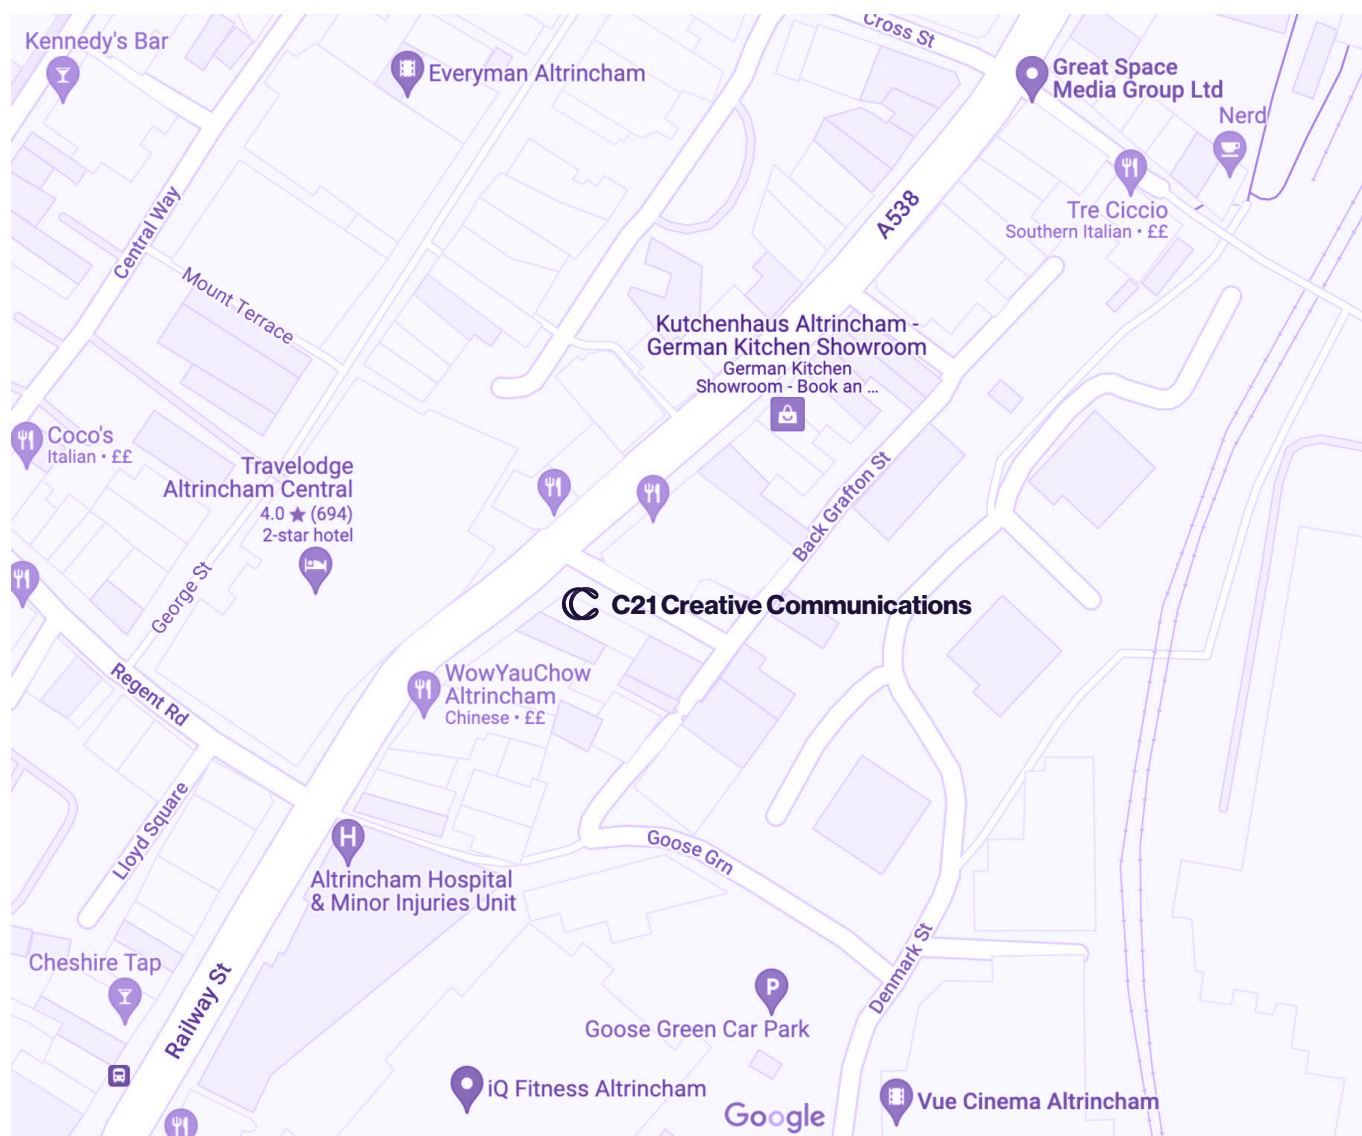 Cross St
Kennedy's Bar
Everyman Altrincham
Great Space
Media Group Ltd
Nerd
Tre Ciccio
Southern Italian • ££
A538
Central Way
Mount Terrace
Kutchenhaus Altrincham -
German Kitchen Showroom
German Kitchen
Showroom - Book an ...
Coco's
Italian • ££
Travelodge
Altrincham Central
4.0 ★ (694)
2-star hotel
Back Grafton St
George St
C21 Creative Communications
WowYauChow
Altrincham
Chinese • ££
Regent Rd
Lloyd Square
H
Altrincham Hospital
& Minor Injuries Unit
Goose Grn
Cheshire Tap
Railway St
Denmark St
P
Goose Green Car Park
iQ Fitness Altrincham
Vue Cinema Altrincham
Google